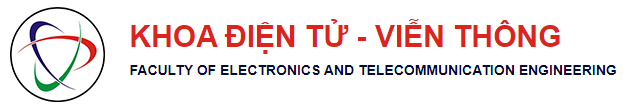 KHOA ĐIỆN TỬ - VIỄN THÔNG
FACULTY OF ELECTRONICS AND TELECOMMUNICATION ENGINEERING